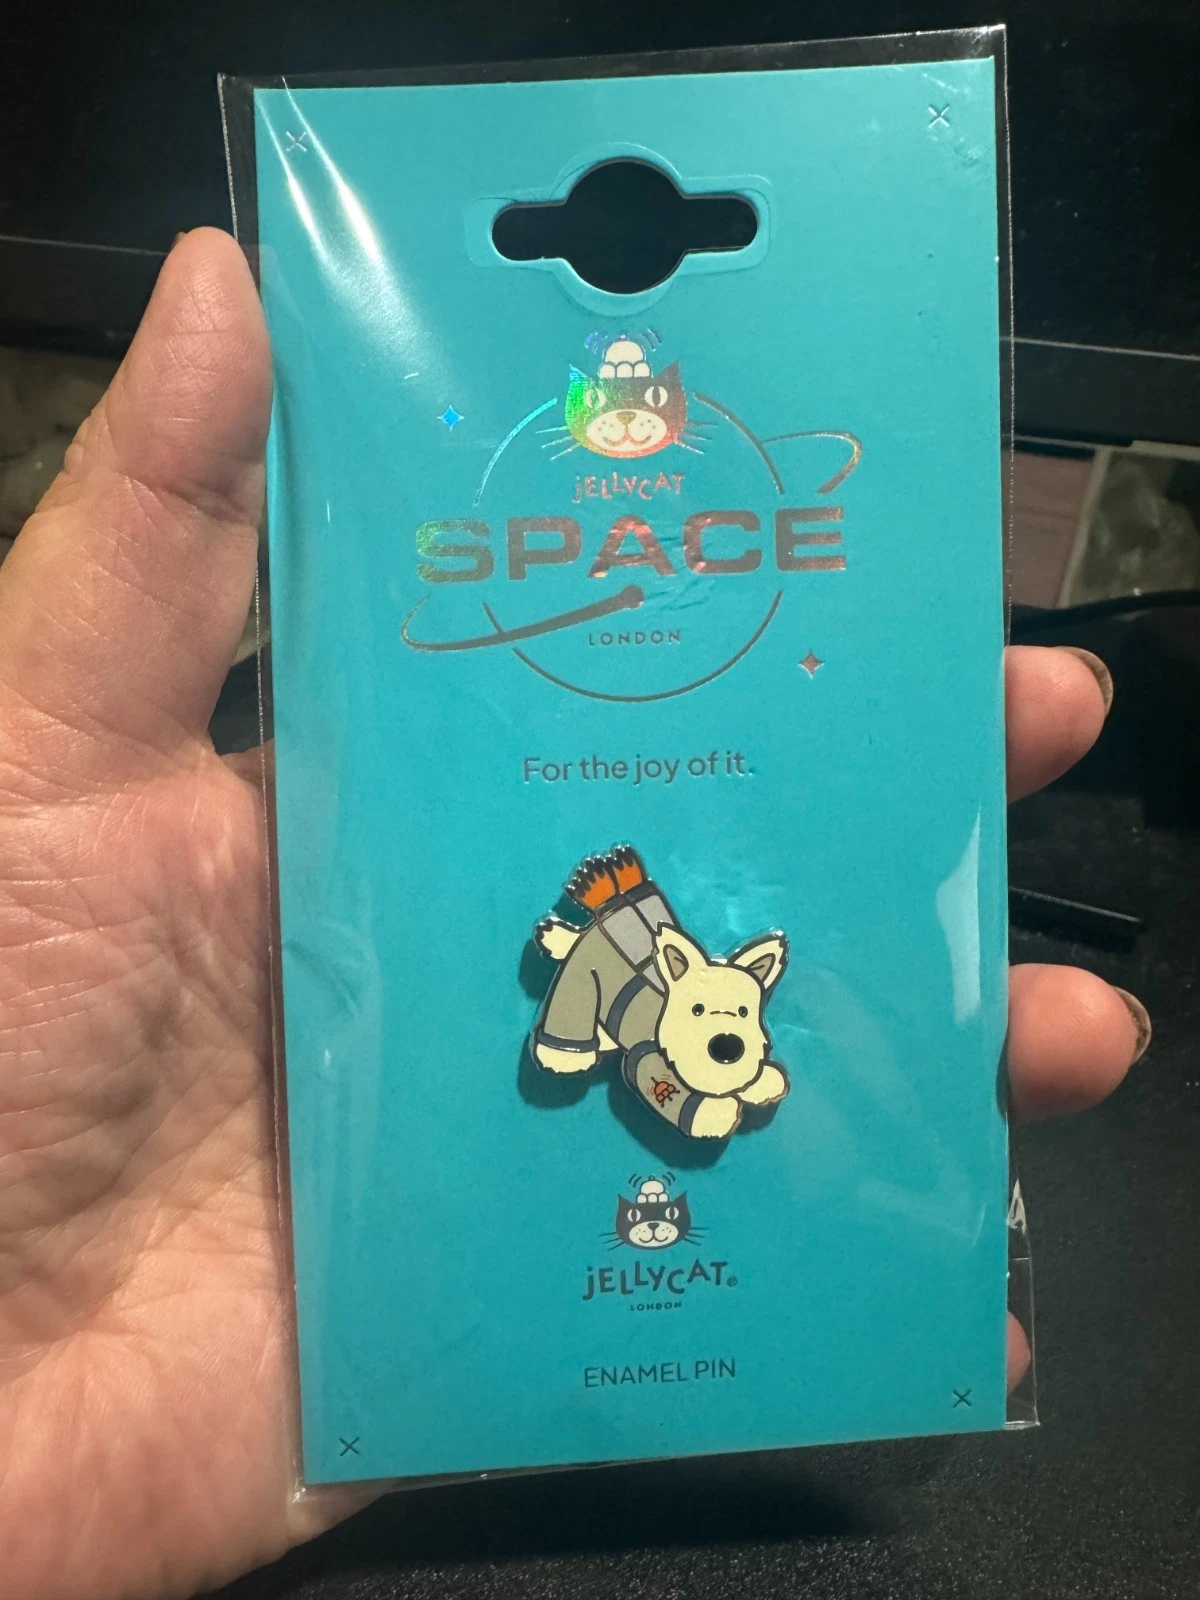 jELLYCAT
SPACE
LONDON
For the joy of it.
jELLYCAT®
LONDON
ENAMEL PIN